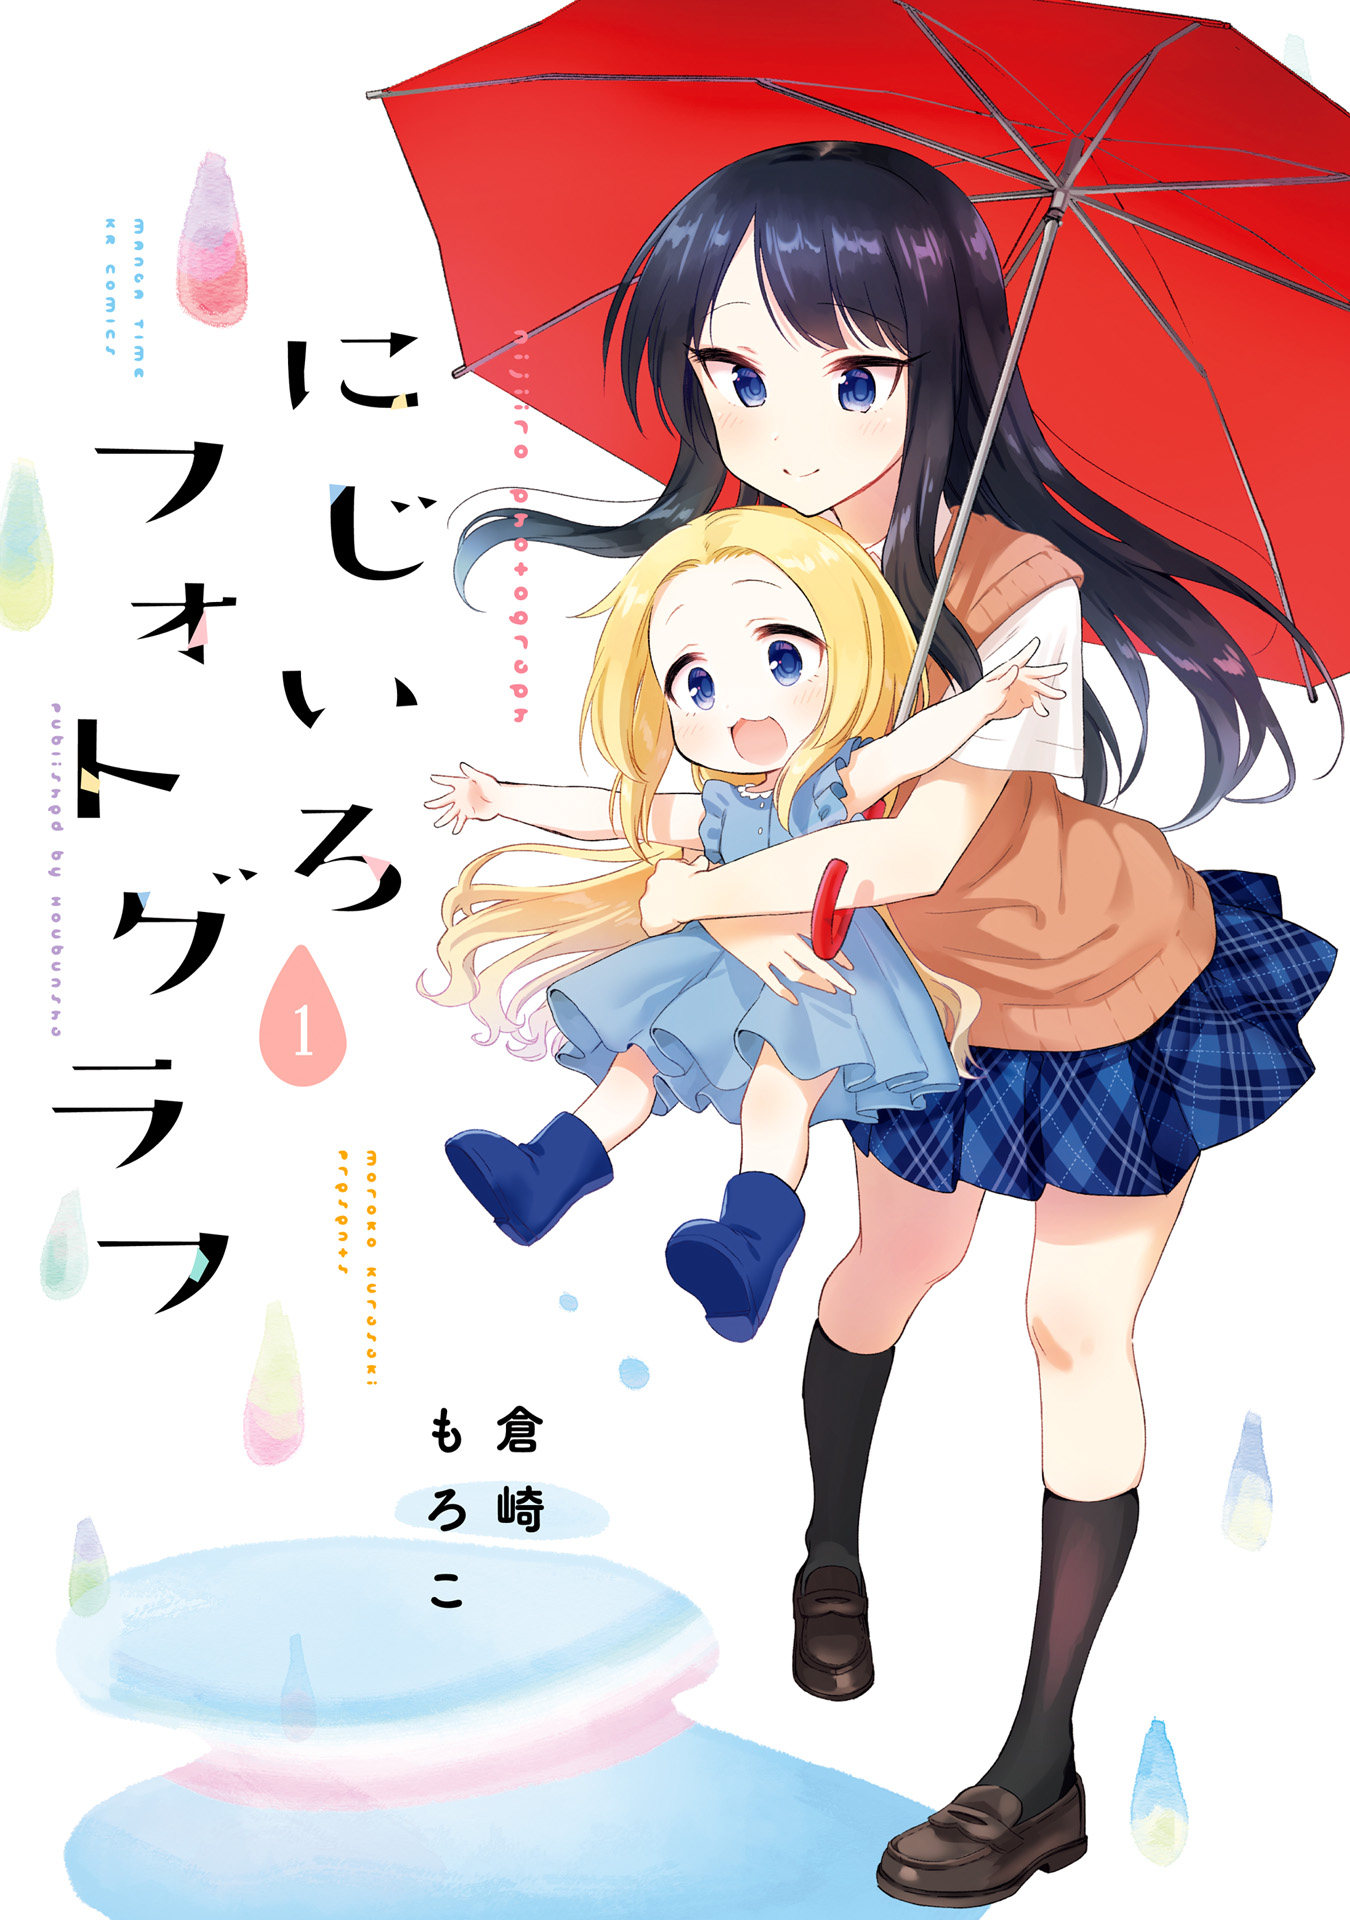 にじいろ
フォトグラフ
1
nijiiro photograph
manga time
kr comics
published by houbunsha
moroko kurosaki
presents
倉崎
もろこ